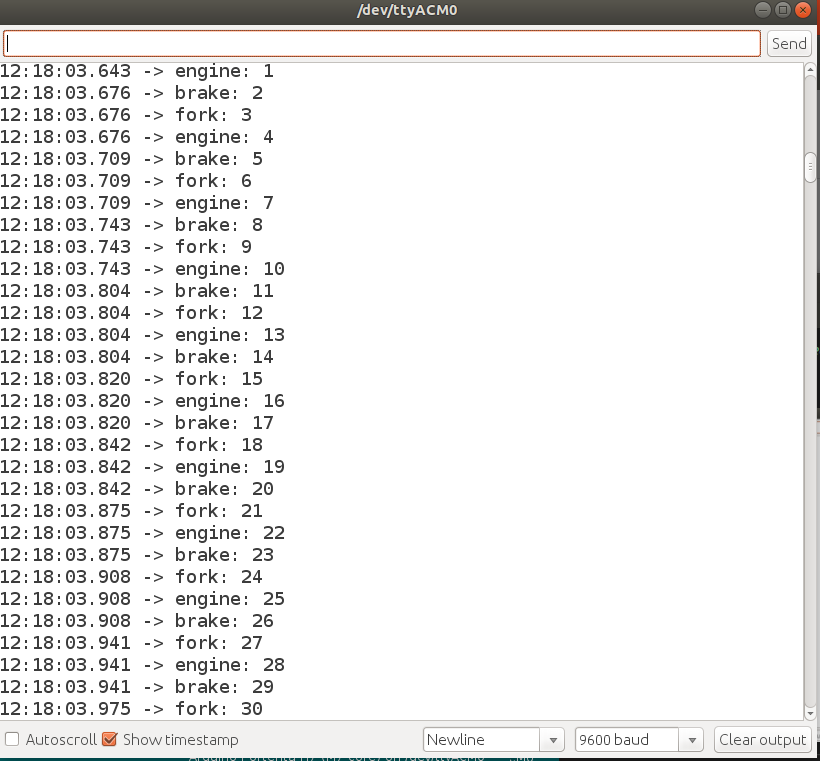 /dev/ttyACM0
Send
12:18:03.643 -> engine: 1
12:18:03.676 -> brake: 2
12:18:03.676 -> fork: 3
12:18:03.676 -> engine: 4
12:18:03.709 -> brake: 5
12:18:03.709 -> fork: 6
12:18:03.709 -> engine: 7
12:18:03.743 -> brake: 8
12:18:03.743 -> fork: 9
12:18:03.743 -> engine: 10
12:18:03.804 -> brake: 11
12:18:03.804 -> fork: 12
12:18:03.804 -> engine: 13
12:18:03.804 -> brake: 14
12:18:03.820 -> fork: 15
12:18:03.820 -> engine: 16
12:18:03.820 -> brake: 17
12:18:03.842 -> fork: 18
12:18:03.842 -> engine: 19
12:18:03.842 -> brake: 20
12:18:03.875 -> fork: 21
12:18:03.875 -> engine: 22
12:18:03.875 -> brake: 23
12:18:03.908 -> fork: 24
12:18:03.908 -> engine: 25
12:18:03.908 -> brake: 26
12:18:03.941 -> fork: 27
12:18:03.941 -> engine: 28
12:18:03.941 -> brake: 29
12:18:03.975 -> fork: 30
Autoscroll Show timestamp Newline 9600 baud Clear output